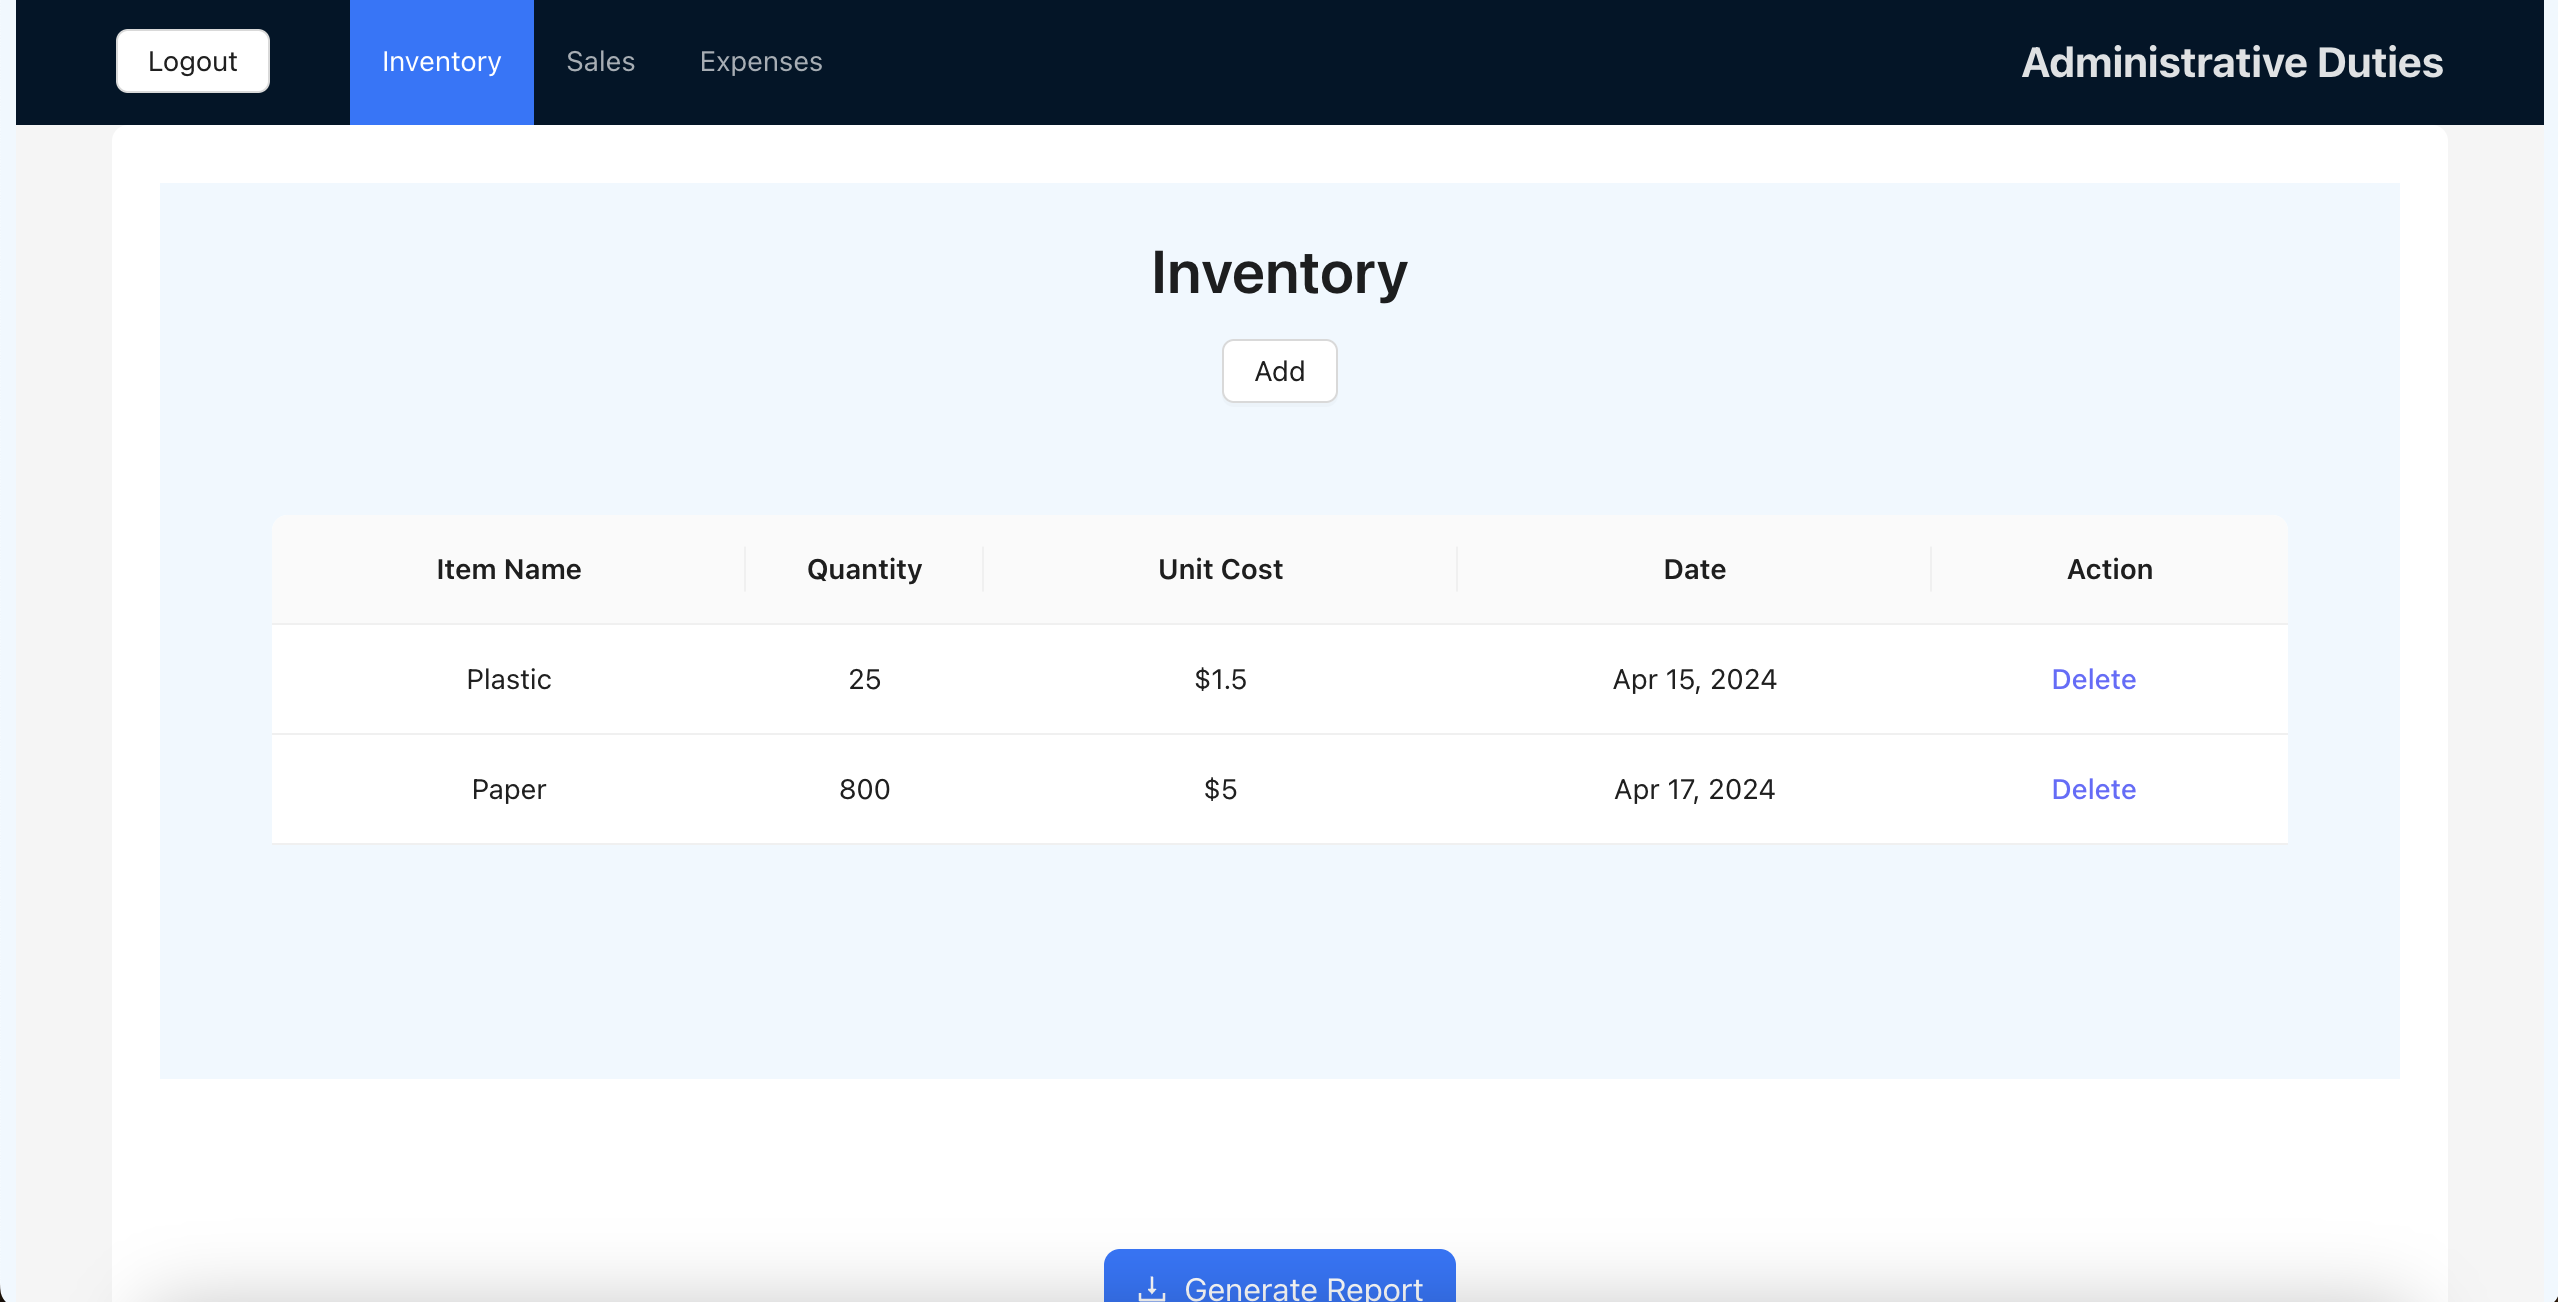 Logout Inventory Sales Expenses Administrative Duties
Inventory
Add
Item Name Quantity Unit Cost Date Action
Plastic 25 $1.5 Apr 15, 2024 Delete
Paper 800 $5 Apr 17, 2024 Delete
Generate Report